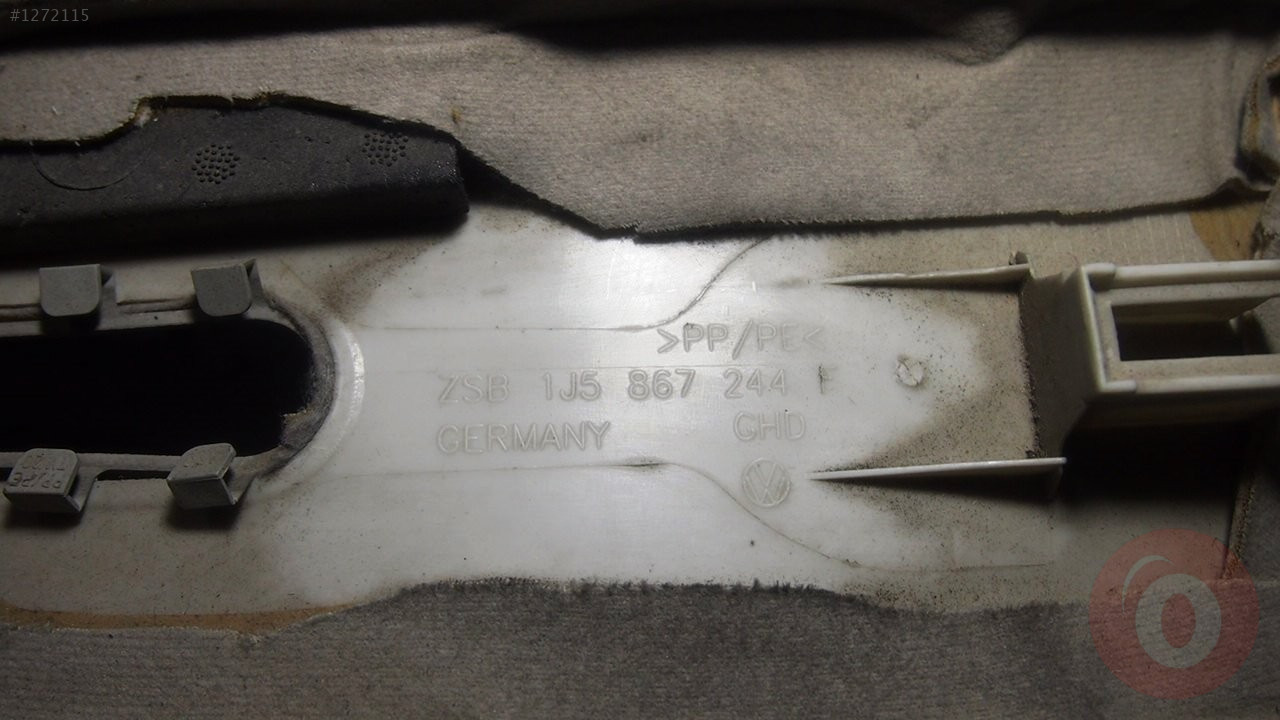 #1272115
>PP/PE<
ZSB 1J5 867 244 F
GERMANY GHD